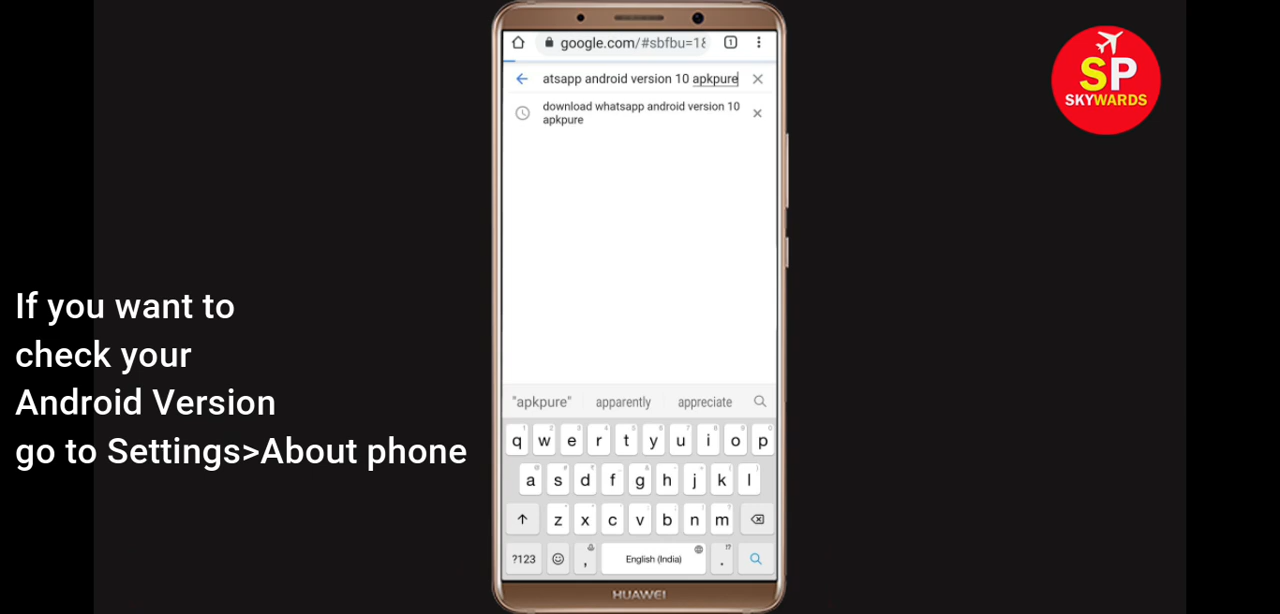 google.com/#sbfbu=18
1
atsapp android version 10 apkpure
download whatsapp android version 10
apkpure
SP
SKYWARDS
If you want to
check your
Android Version
go to Settings>About phone
"apkpure" apparently appreciate
q w e r t y u i o p
a s d f g h j k l
z x c v b n m
?123 , English (India) .
HUAWEI